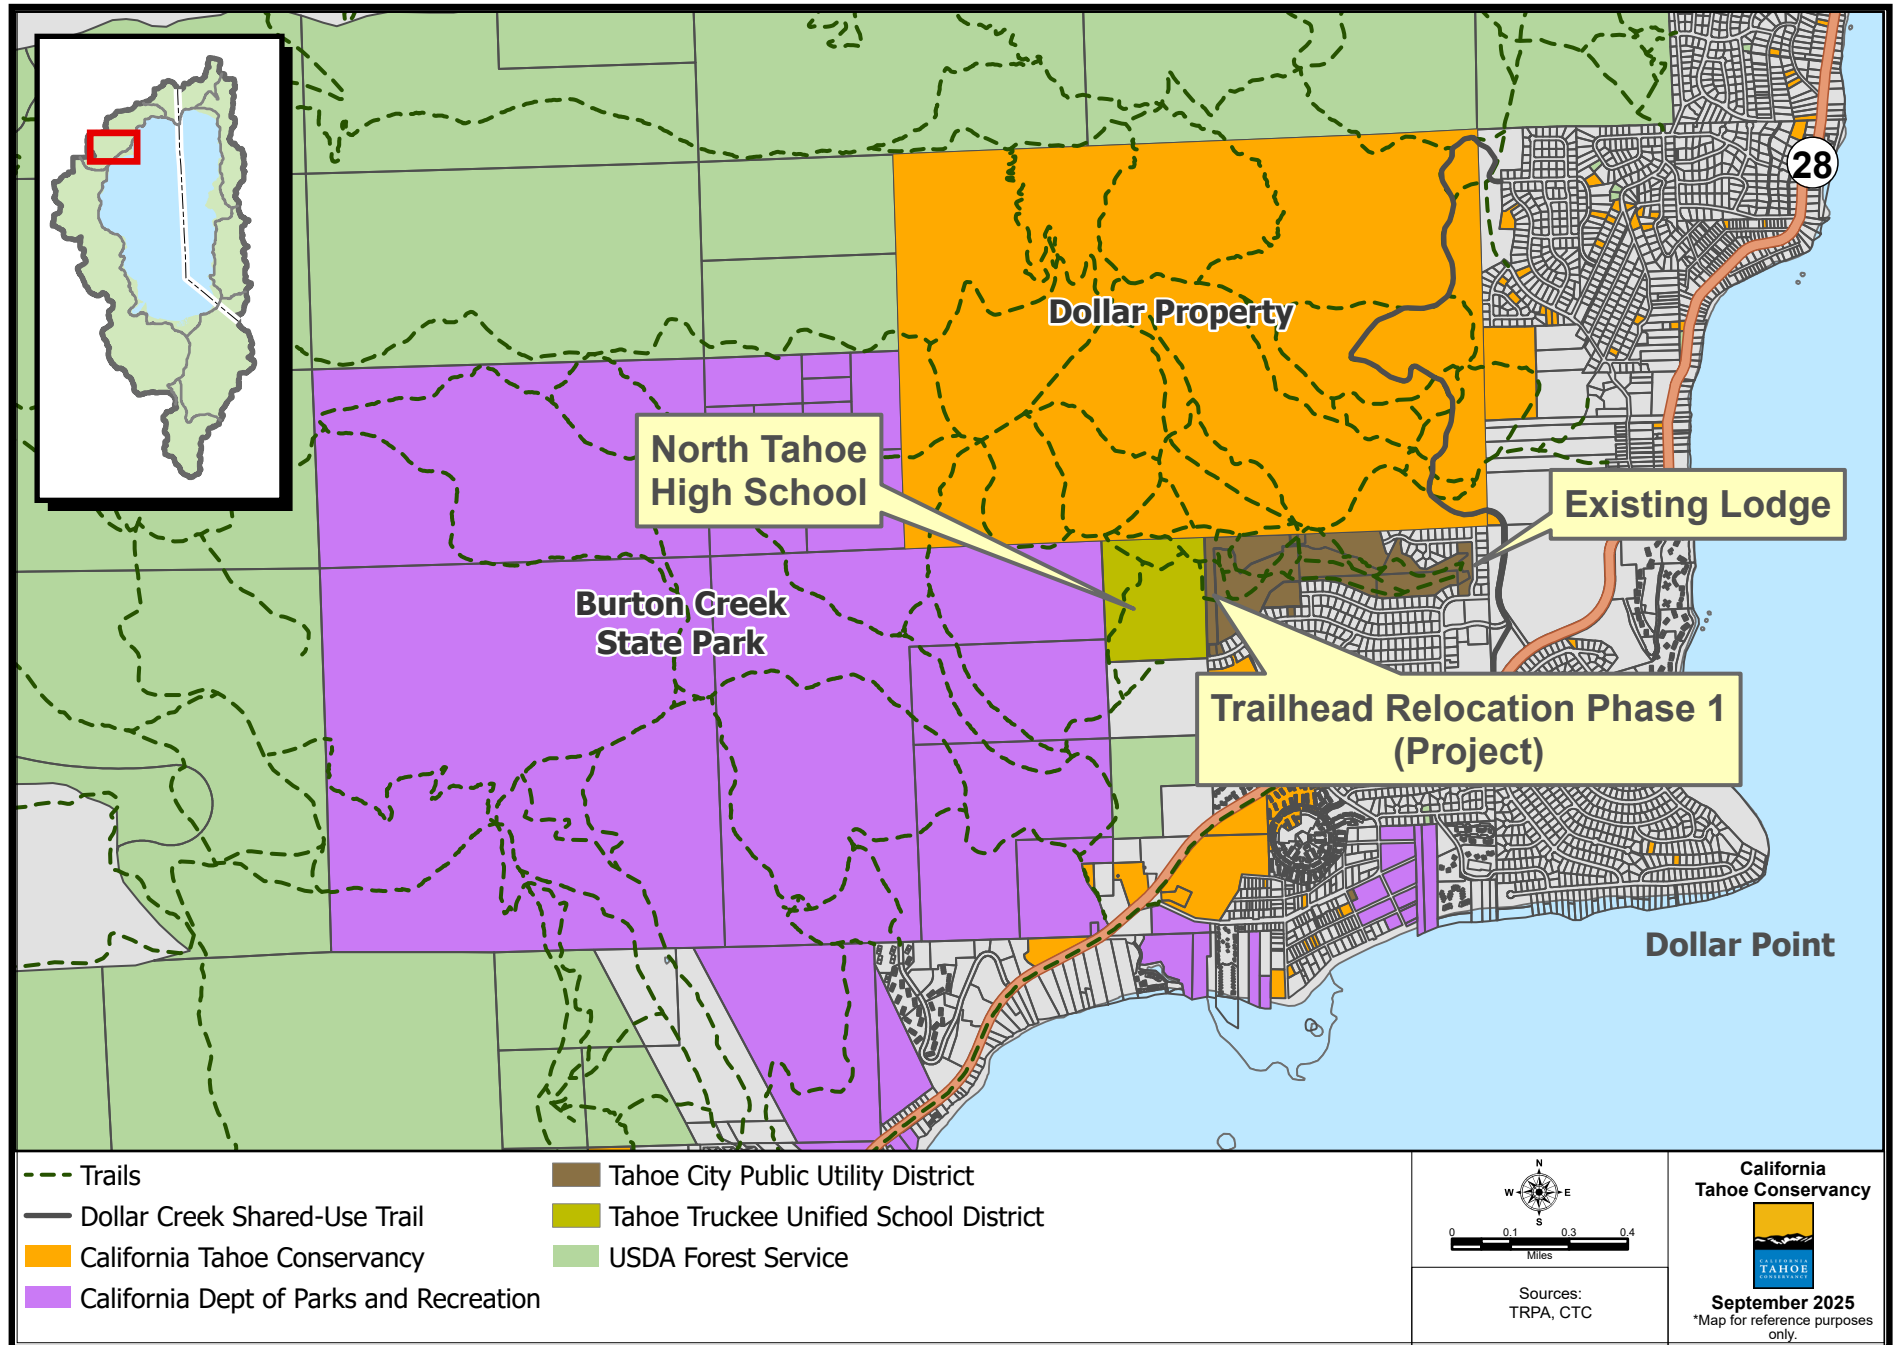 28
Dollar Property
North Tahoe
High School
Existing Lodge
Burton Creek
State Park
Trailhead Relocation Phase 1
(Project)
Dollar Point
Trails
Dollar Creek Shared-Use Trail
California Tahoe Conservancy
California Dept of Parks and Recreation
Tahoe City Public Utility District
Tahoe Truckee Unified School District
USDA Forest Service
N
W E
S
0 0.1 0.3 0.4
Miles
Sources:
TRPA, CTC
California
Tahoe Conservancy
CALIFORNIA
TAHOE
CONSERVANCY
September 2025
*Map for reference purposes
only.